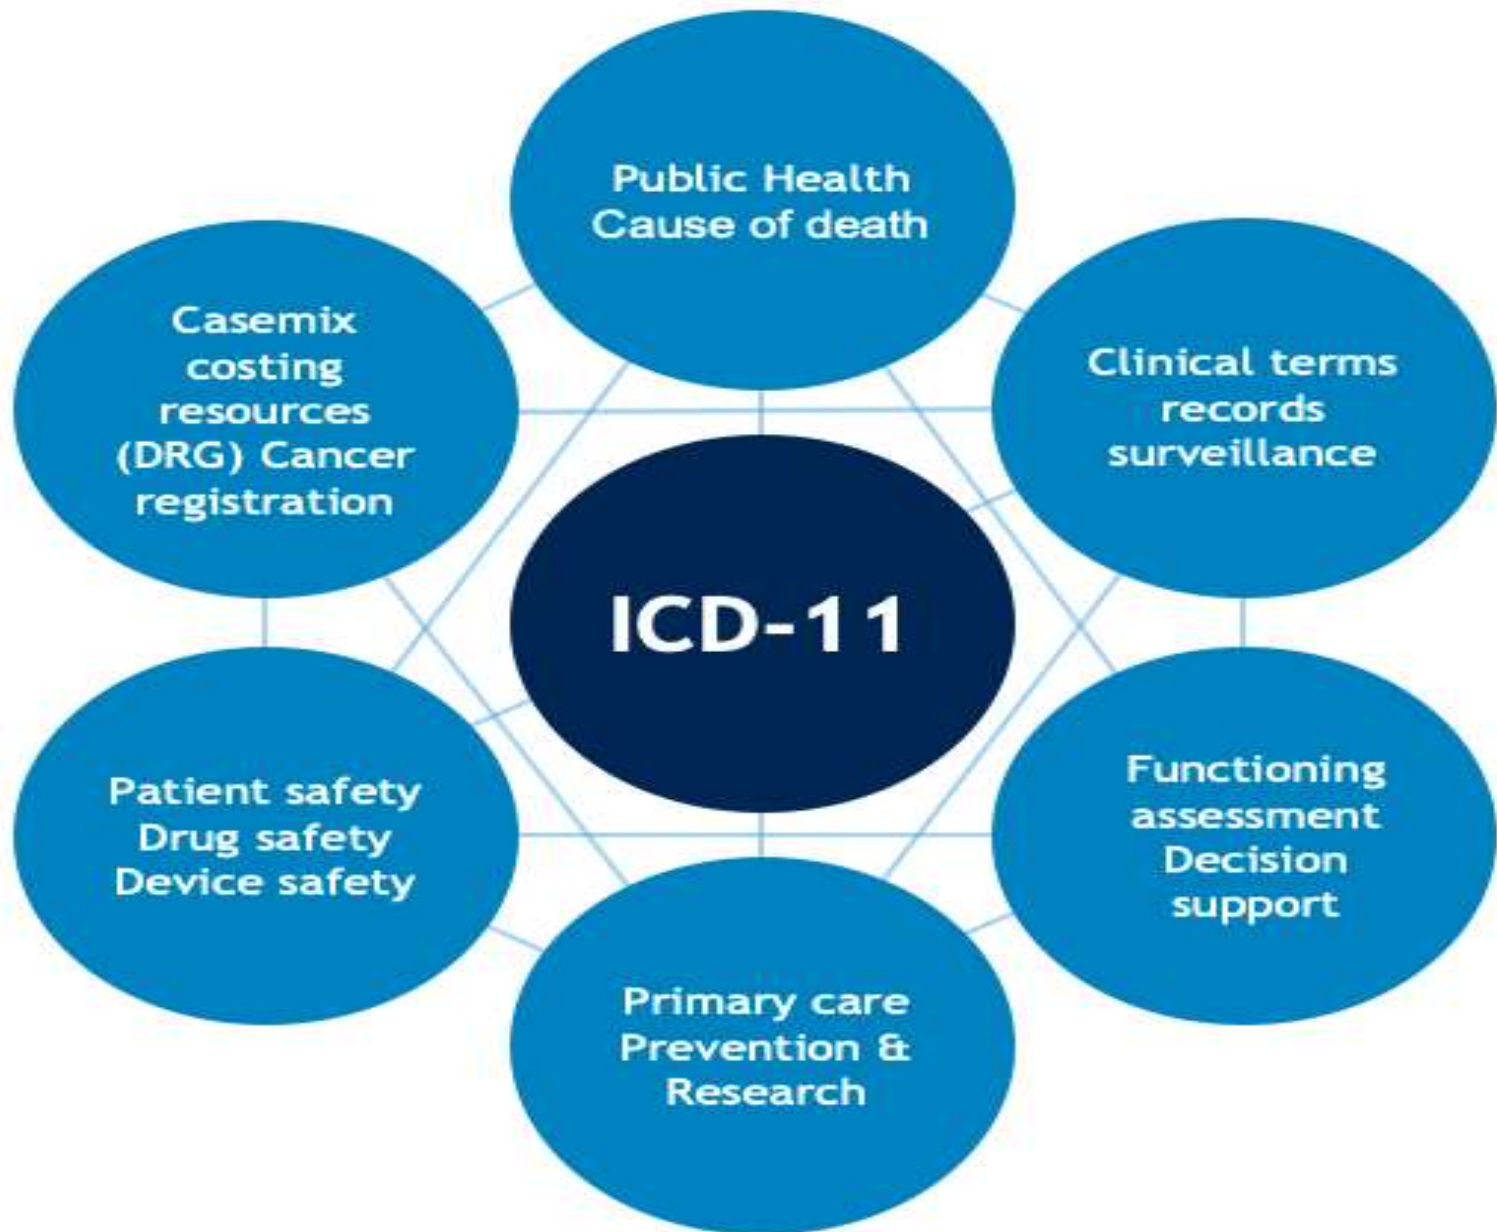 Public Health
Cause of death
Casemix
costing
resources
(DRG) Cancer
registration
Clinical terms
records
surveillance
ICD-11
Patient safety
Drug safety
Device safety
Functioning
assessment
Decision
support
Primary care
Prevention &
Research